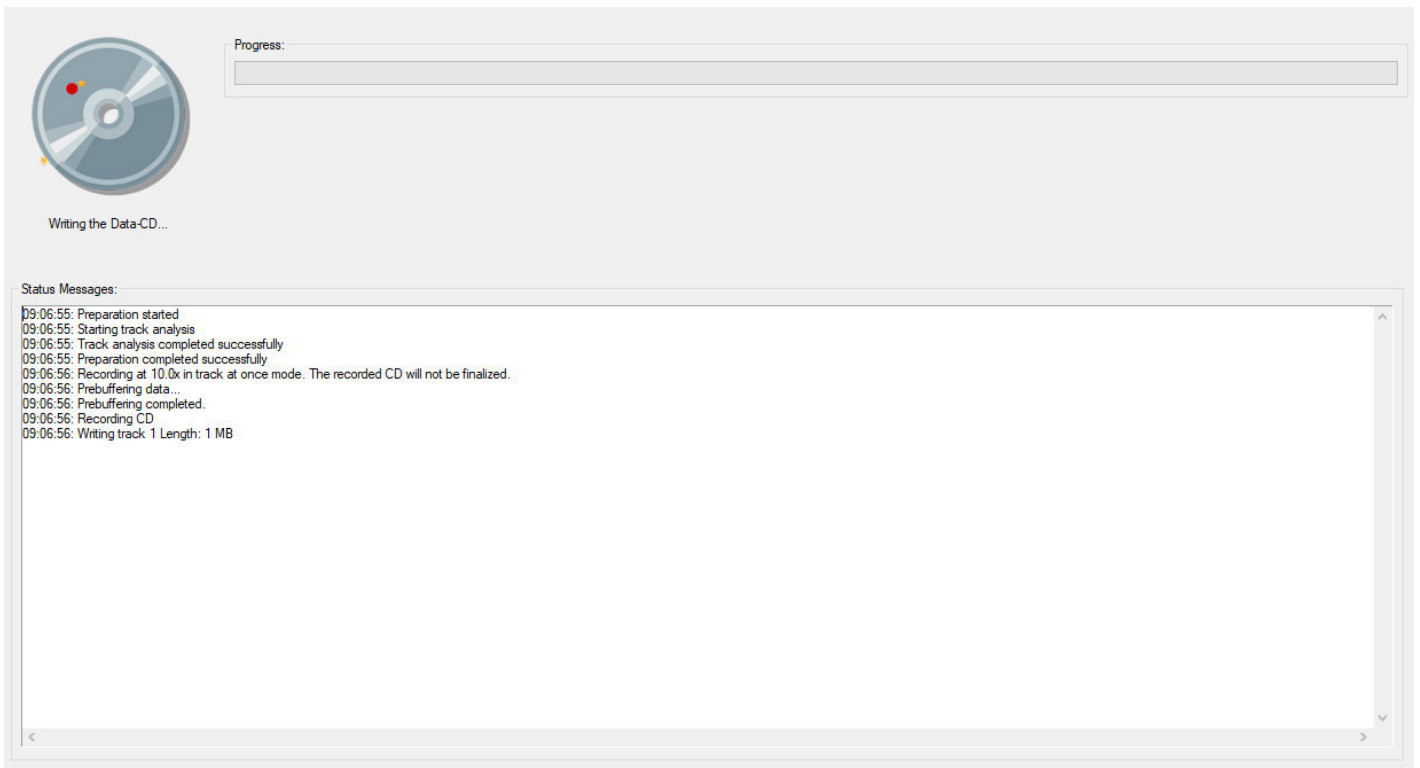 Progress:
Writing the Data-CD...
Status Messages:
09:06:55: Preparation started
09:06:55: Starting track analysis
09:06:55: Track analysis completed successfully
09:06:55: Preparation completed successfully
09:06:56: Recording at 10.0x in track at once mode. The recorded CD will not be finalized.
09:06:56: Prebuffering data...
09:06:56: Prebuffering completed.
09:06:56: Recording CD
09:06:56: Writing track 1 Length: 1 MB